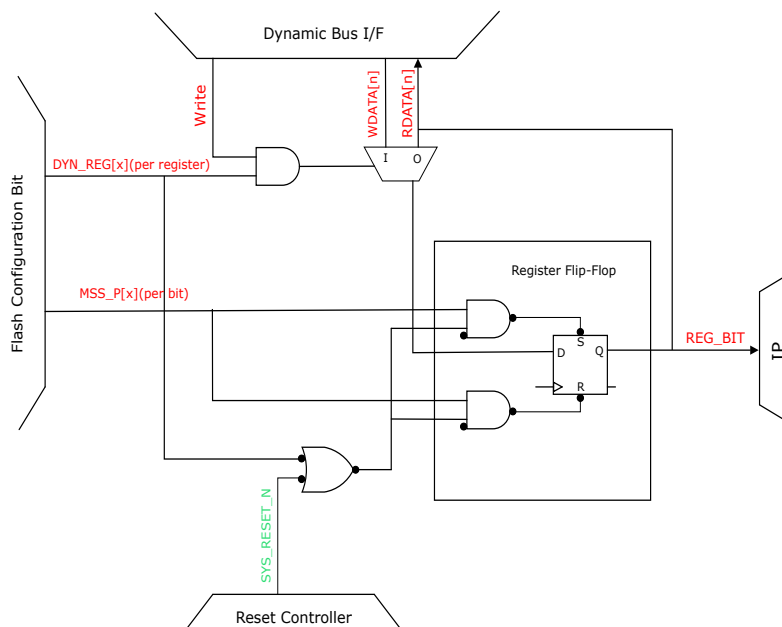 Dynamic Bus I/F
Write
WDATA[n]
RDATA[n]
Flash Configuration Bit
DYN_REG[x](per register)
I
O
MSS_P[x](per bit)
Register Flip-Flop
S
D
Q
R
REG_BIT
IP
SYS_RESET_N
Reset Controller